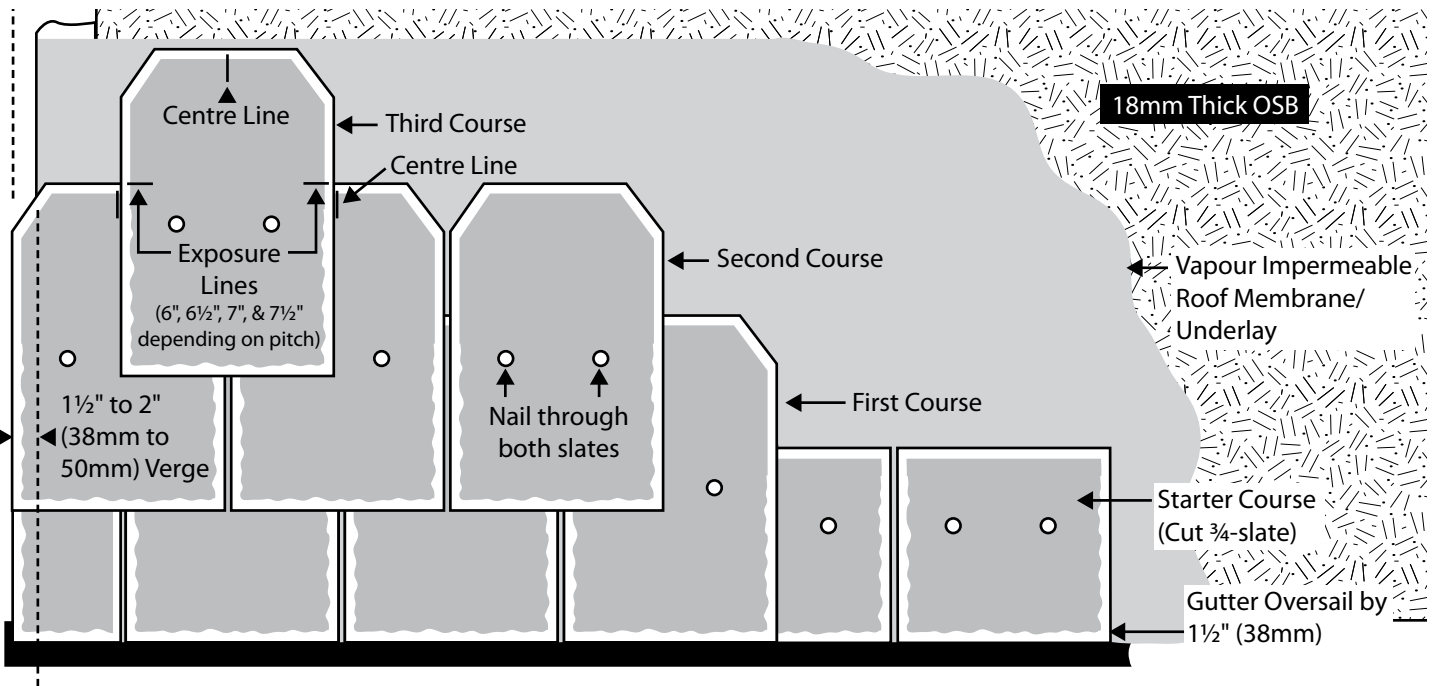 18mm Thick OSB
Centre Line
Third Course
Centre Line
Exposure
Lines
(6", 6½", 7", & 7½"
depending on pitch)
Second Course
Vapour Impermeable
Roof Membrane/
Underlay
1½" to 2"
(38mm to
50mm) Verge
Nail through
both slates
First Course
Starter Course
(Cut ¾-slate)
Gutter Oversail by
1½" (38mm)